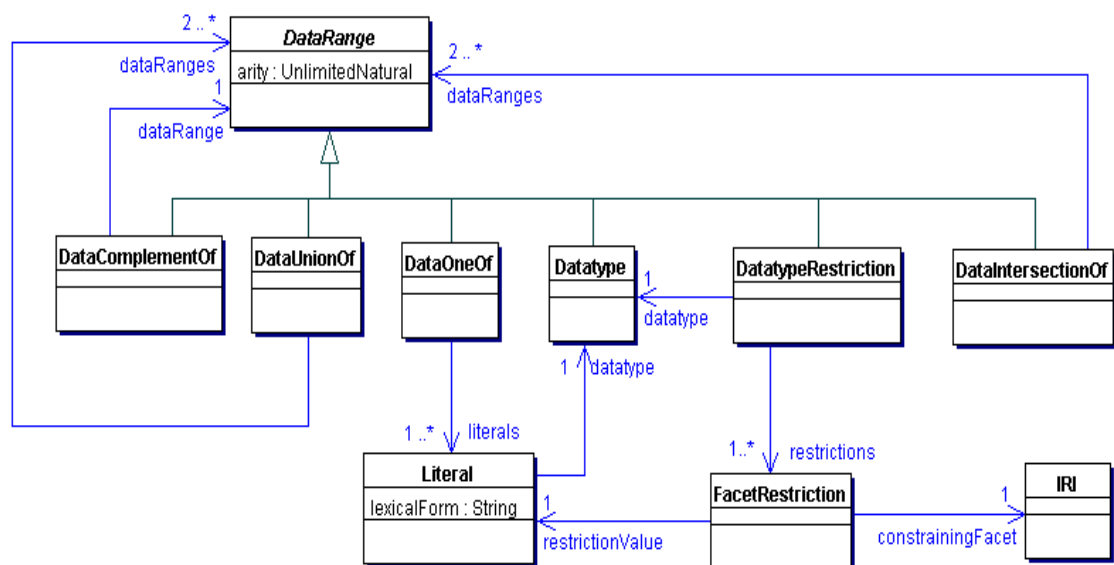 2 .. *
DataRange
dataRanges
arity : UnlimitedNatural
2 .. *
dataRanges
1
dataRange
DataComplementOf
DataUnionOf
DataOneOf
Datatype
DatatypeRestriction
DataIntersectionOf
1
datatype
1
datatype
1 .. *
literals
1 .. *
restrictions
Literal
lexicalForm : String
FacetRestriction
IRI
1
restrictionValue
1
constrainingFacet